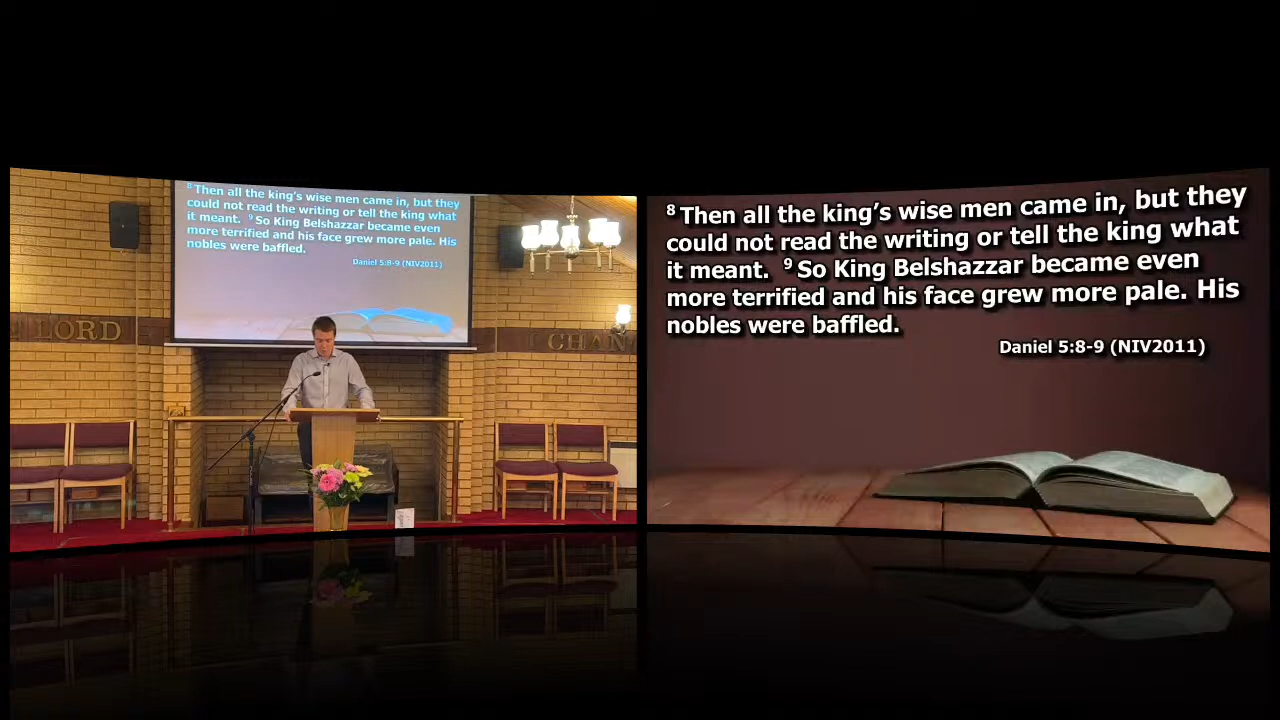 8 Then all the king's wise men came in, but they
could not read the writing or tell the king what
it meant. 9 So King Belshazzar became even
more terrified and his face grew more pale. His
nobles were baffled.
Daniel 5:8-9 (NIV2011)
LORD
I CHAN
8 Then all the king's wise men came in, but they
could not read the writing or tell the king what
it meant. 9 So King Belshazzar became even
more terrified and his face grew more pale. His
nobles were baffled.
Daniel 5:8-9 (NIV2011)